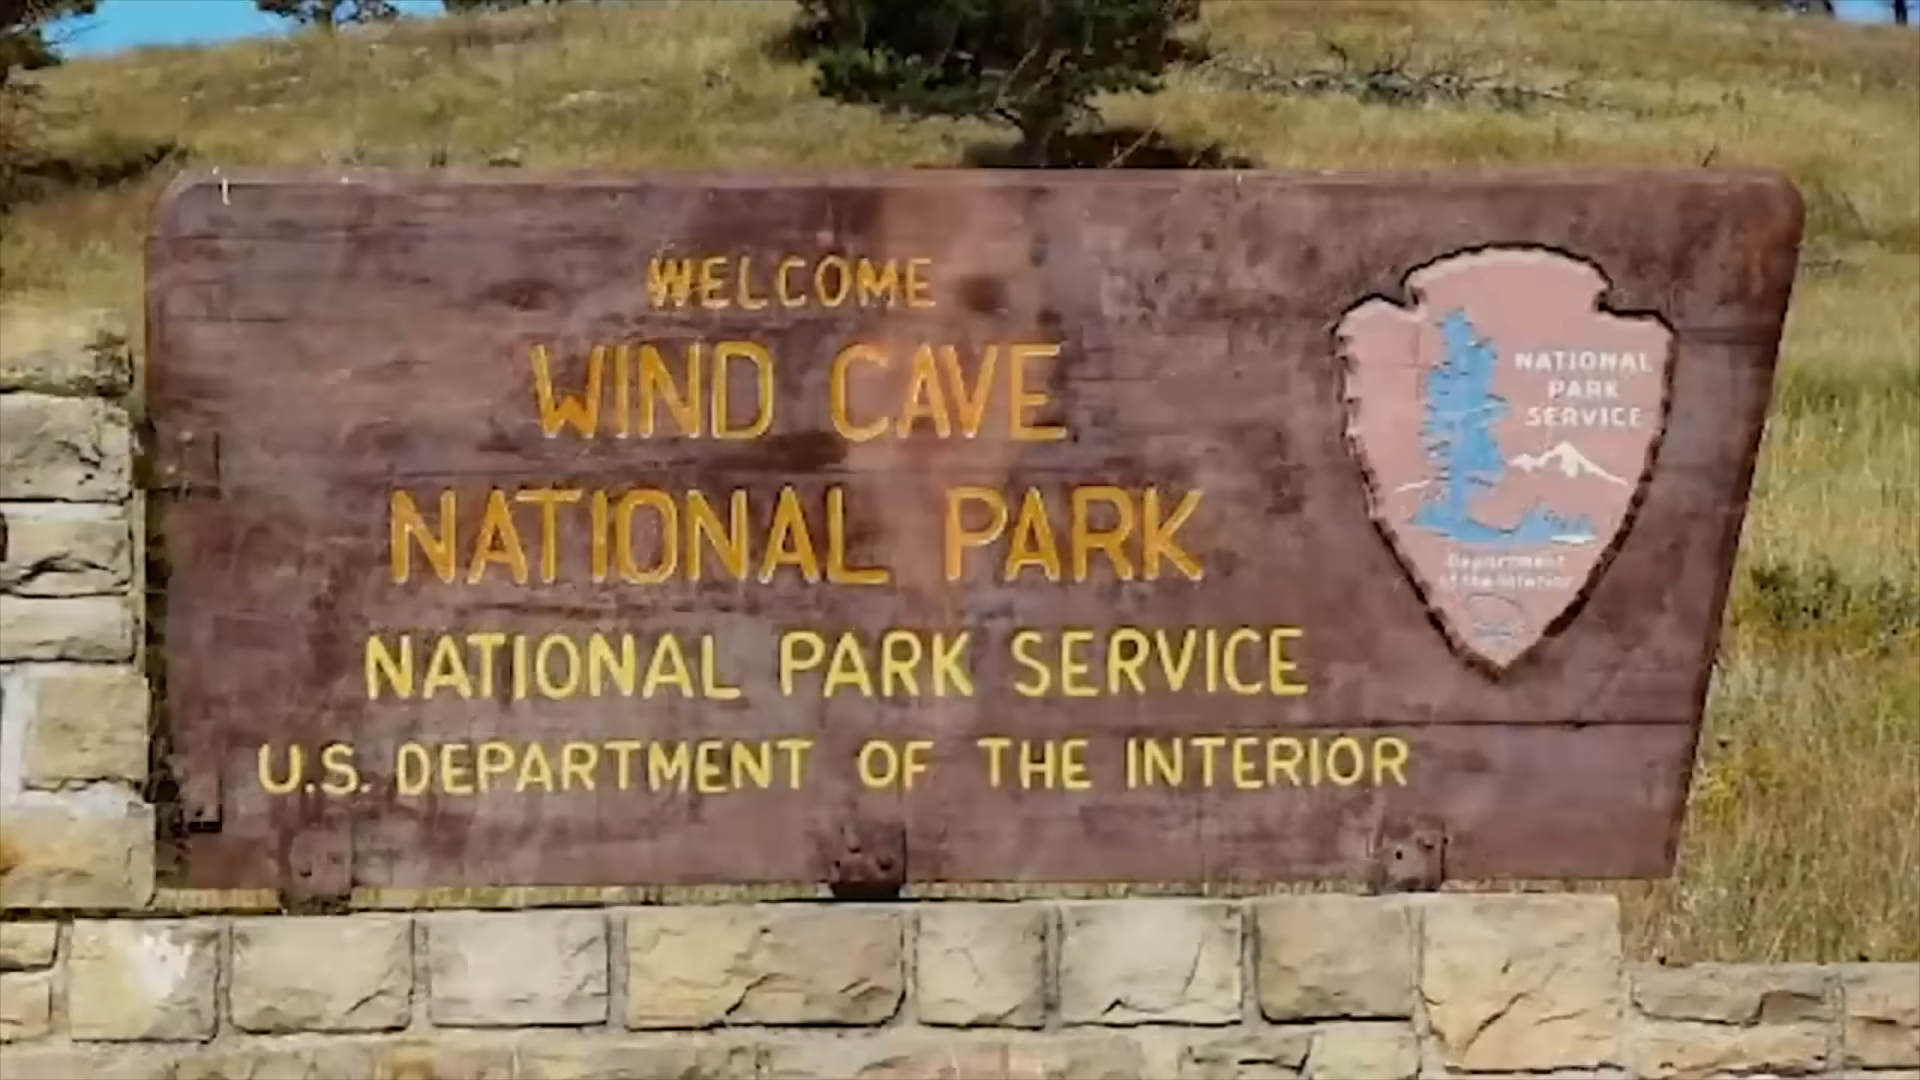 WELCOME
WIND CAVE
NATIONAL PARK
NATIONAL PARK SERVICE
U.S. DEPARTMENT OF THE INTERIOR
NATIONAL
PARK
SERVICE
Department
of the Interior